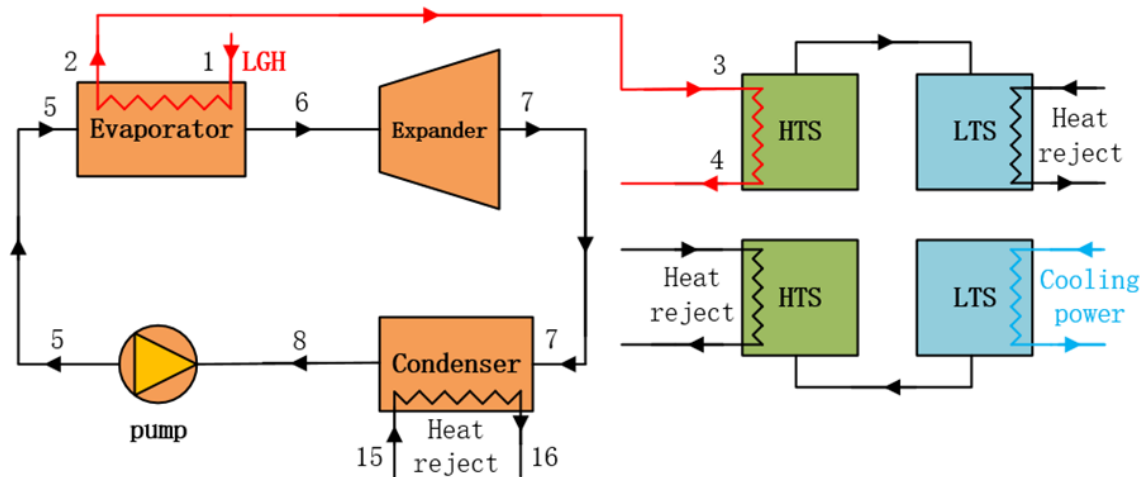 2
1
LGH
3
5
Evaporator
6
Expander
7
HTS
LTS
Heat
reject
4
Heat
reject
HTS
LTS
Cooling
power
5
pump
8
Condenser
7
15
Heat
reject
16